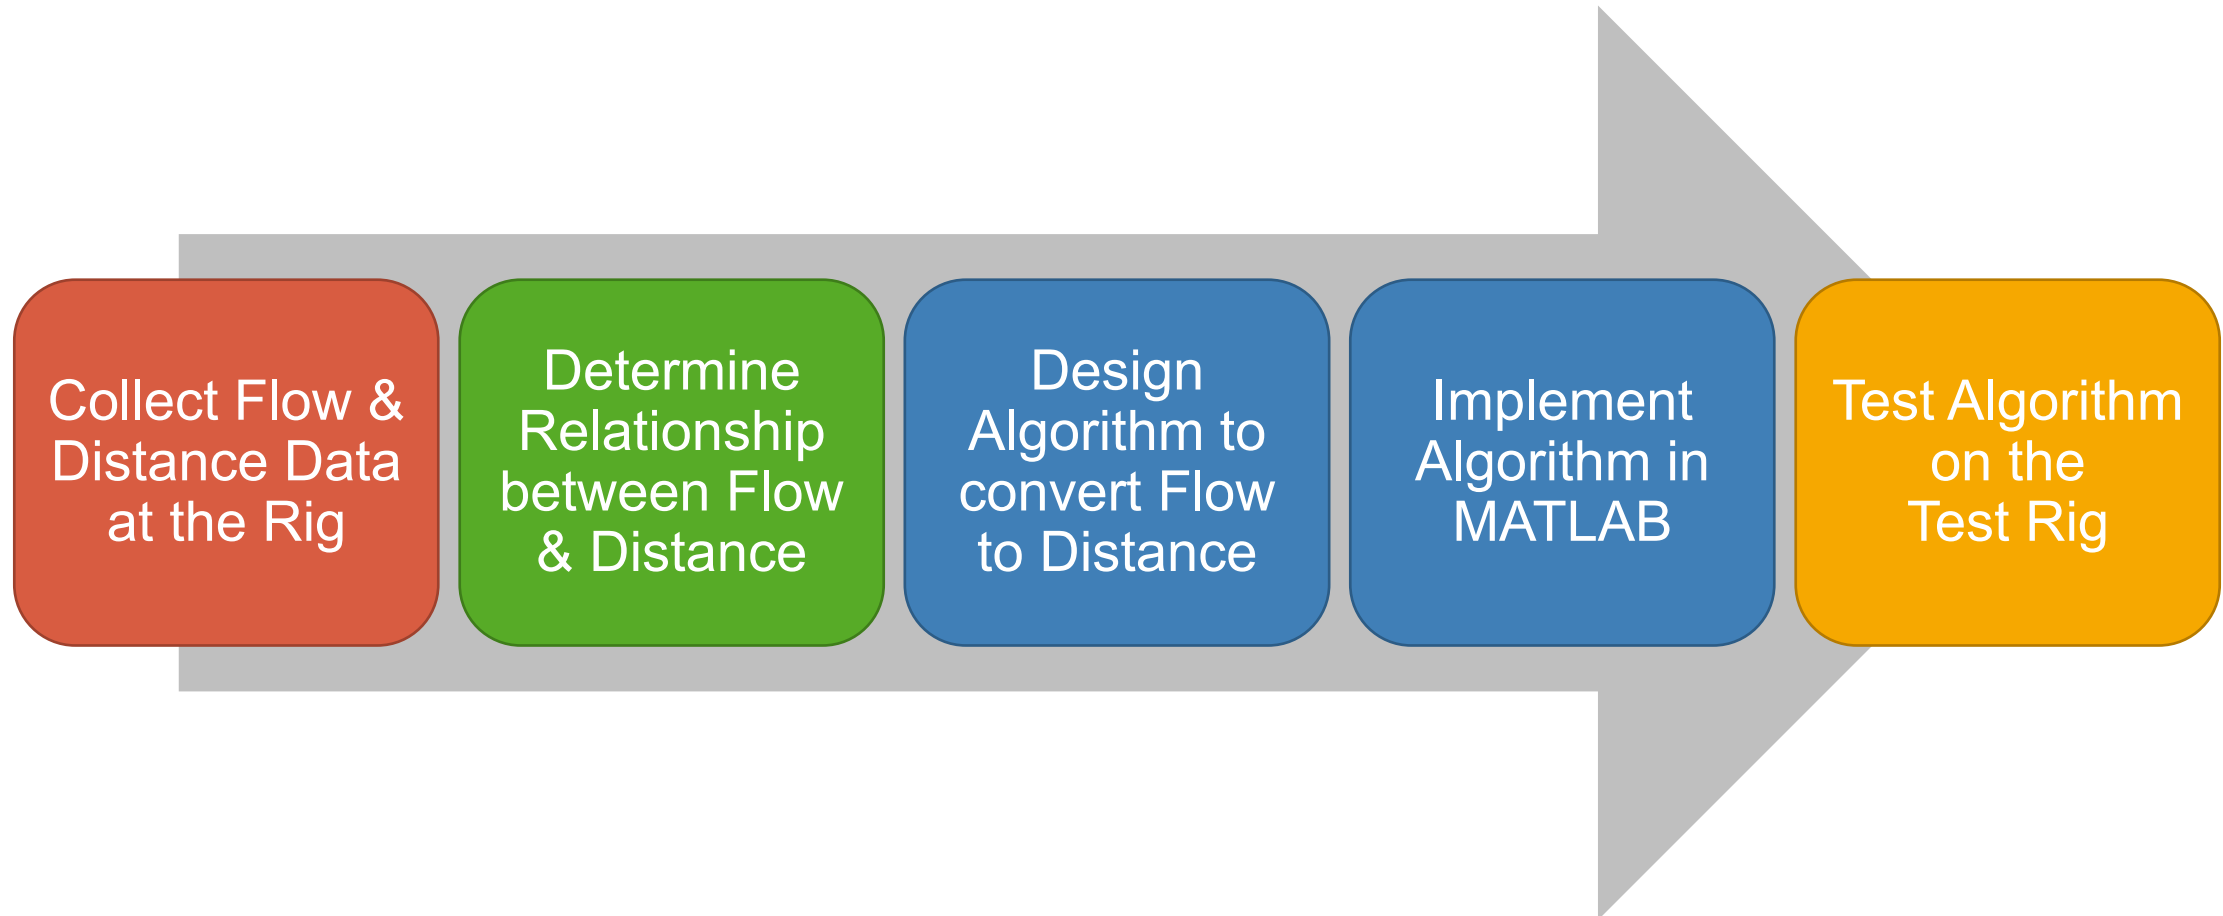 Collect Flow &
Distance Data
at the Rig
Determine
Relationship
between Flow
& Distance
Design
Algorithm to
convert Flow
to Distance
Implement
Algorithm in
MATLAB
Test Algorithm
on the
Test Rig